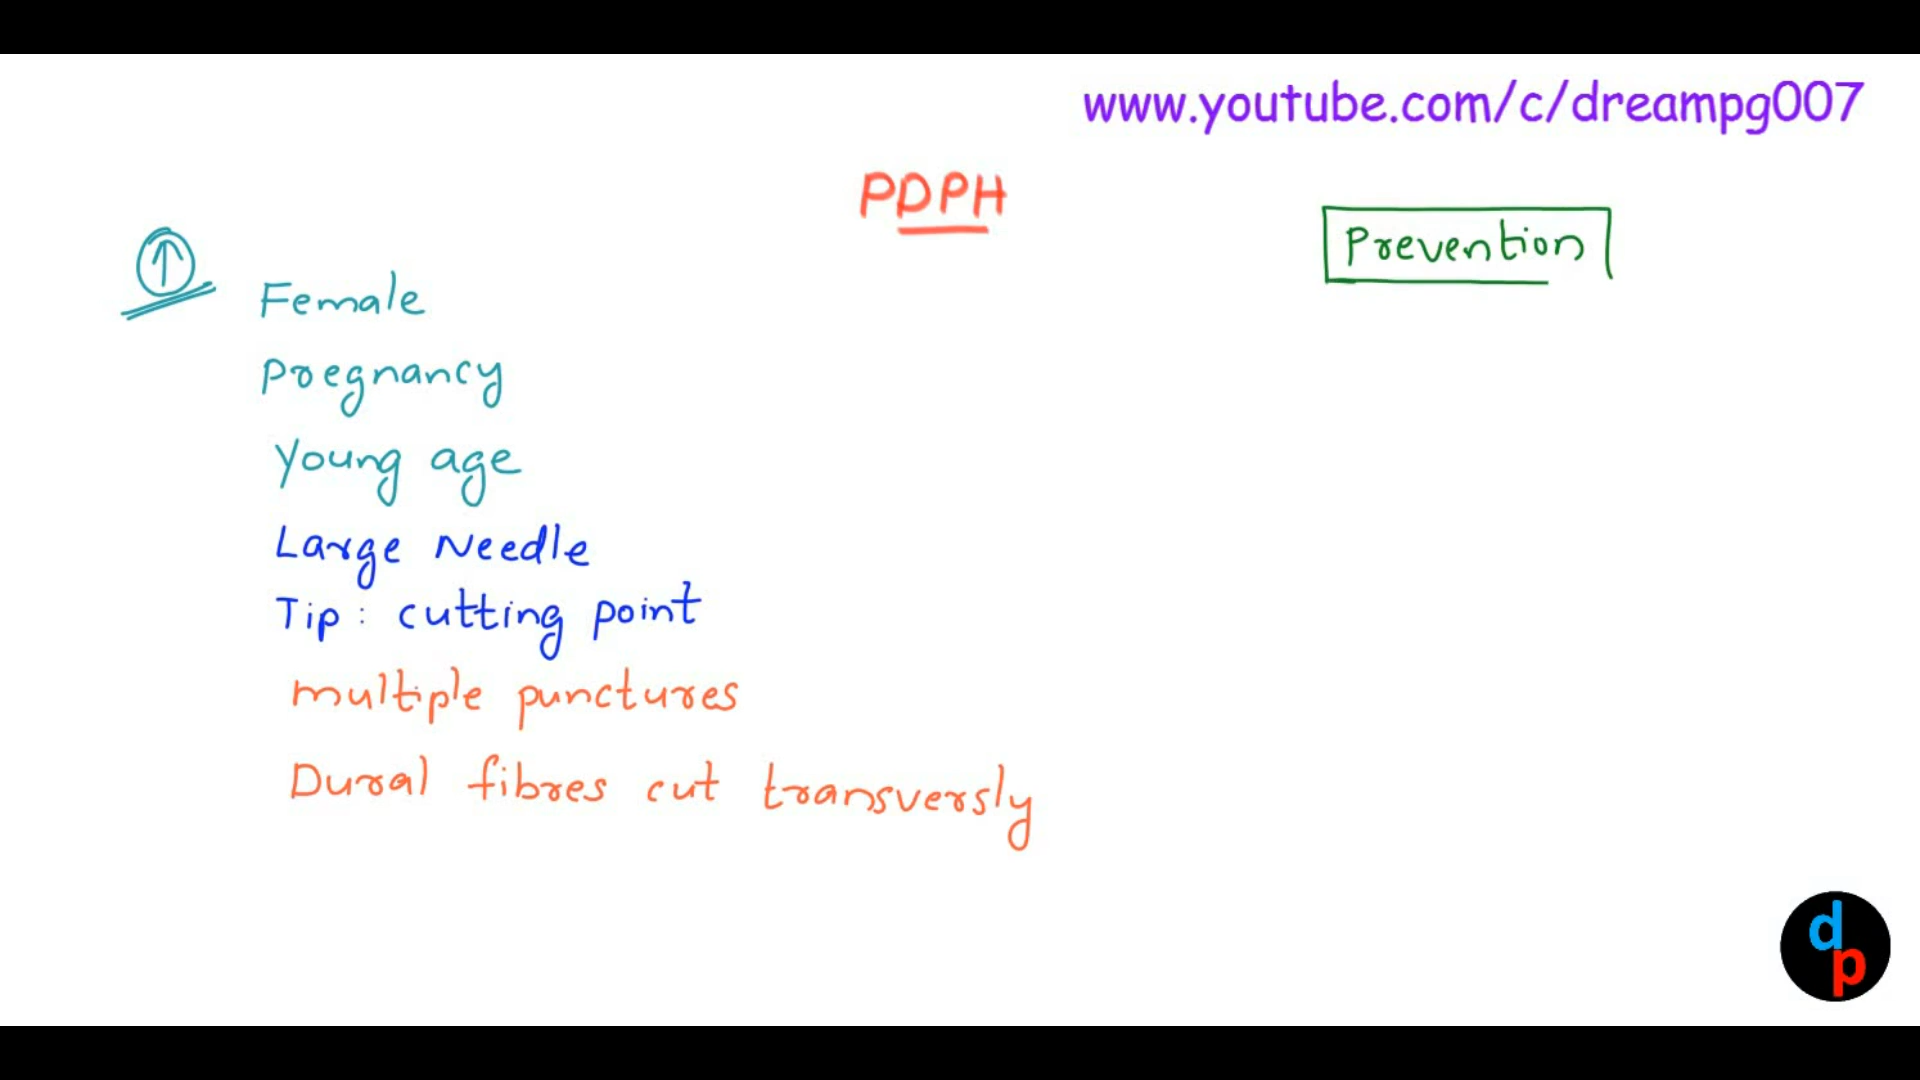 www.youtube.com/c/dreampg007
PDPH
Prevention
↑
Female
Pregnancy
Young age
Large Needle
Tip: cutting point
multiple punctures
Dural fibres cut transversly
dp